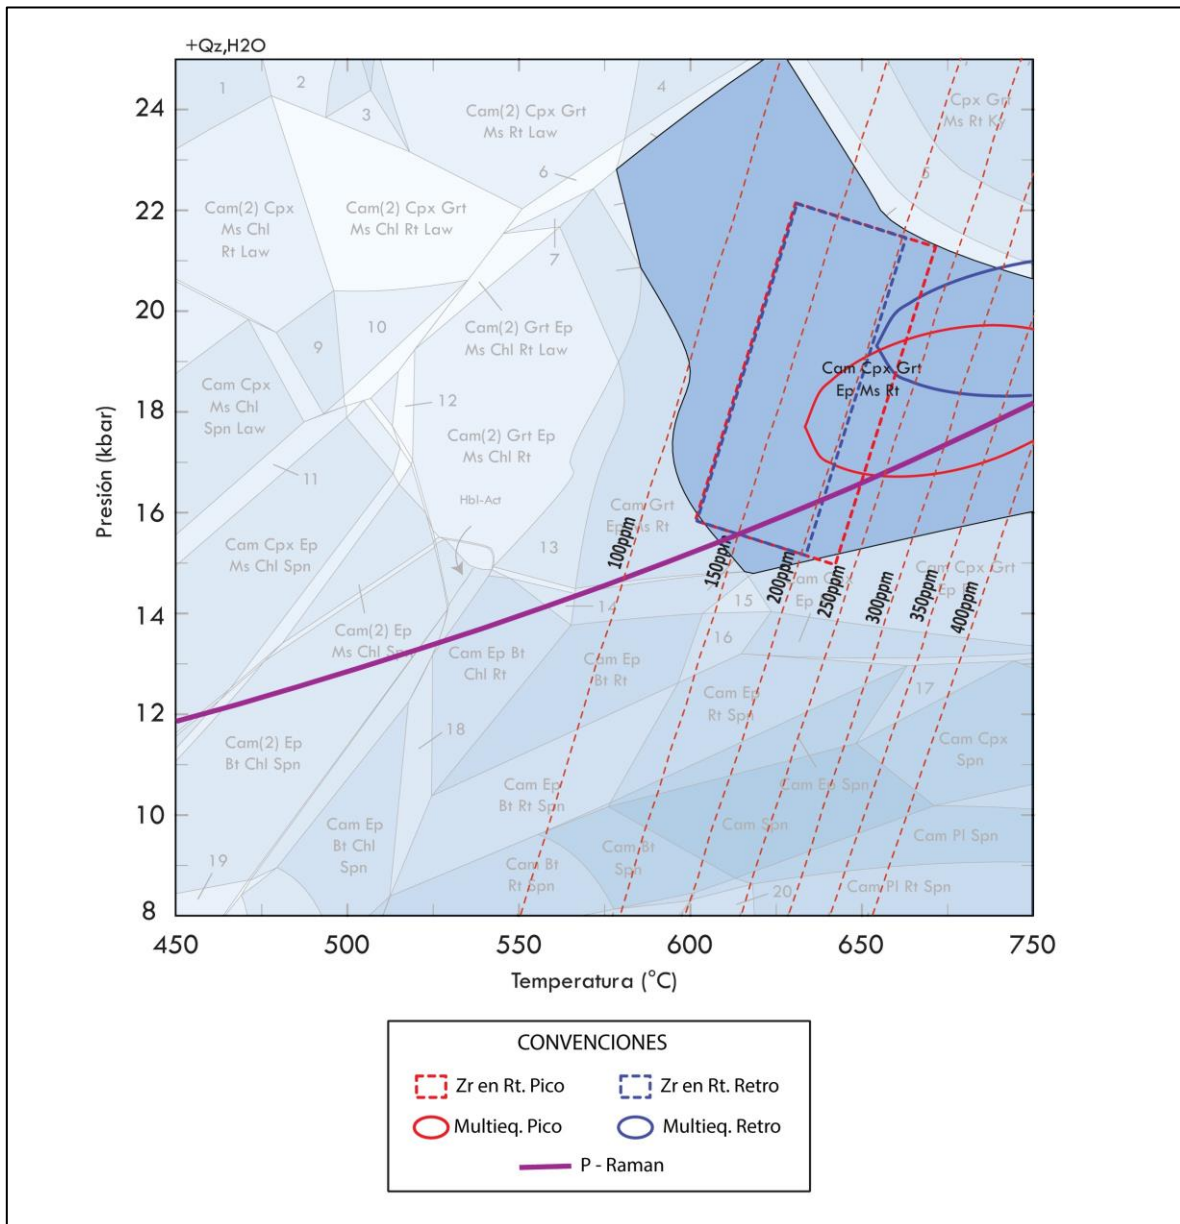 +Qz,H2O
1
2
3
4
Cam(2) Cpx Grt
Ms Rt Law
Cpx Grt
Ms Rt Ky
5
6
Cam(2) Cpx
Ms Chl
Rt Law
Cam(2) Cpx Grt
Ms Chl Rt Law
7
Cam(2) Grt Ep
Ms Chl Rt Law
9
10
Cam Cpx
Ms Chl
Spn Law
12
Cam(2) Grt Ep
Ms Chl Rt
Cam Cpx Grt
Ep Ms Rt
11
Hbl-Act
Cam Grt
Ep Ms Rt
Cam Cpx Ep
Ms Chl Spn
13
100ppm
150ppm
200ppm
250ppm
300ppm
350ppm
400ppm
Cam Cpx
Ep
Cam Cpx Grt
Ep
14
15
16
Cam(2) Ep
Ms Chl Spn
Cam Ep Bt
Chl Rt
Cam Ep
Bt Rt
Cam Ep
Rt Spn
17
Cam(2) Ep
Bt Chl Spn
18
Cam Cpx
Spn
Cam Ep
Bt Rt Spn
Cam Ep Spn
Cam Ep
Bt Chl
Spn
Cam Spn
Cam Pl Spn
19
Cam Bt
Rt Spn
Cam Bt
Spn
20
Cam Pl Rt Spn
24
22
20
18
16
14
12
10
8
Presión (kbar)
450
500
550
600
650
750
Temperatura (°C)
CONVENCIONES
Zr en Rt. Pico
Zr en Rt. Retro
Multieq. Pico
Multieq. Retro
P - Raman